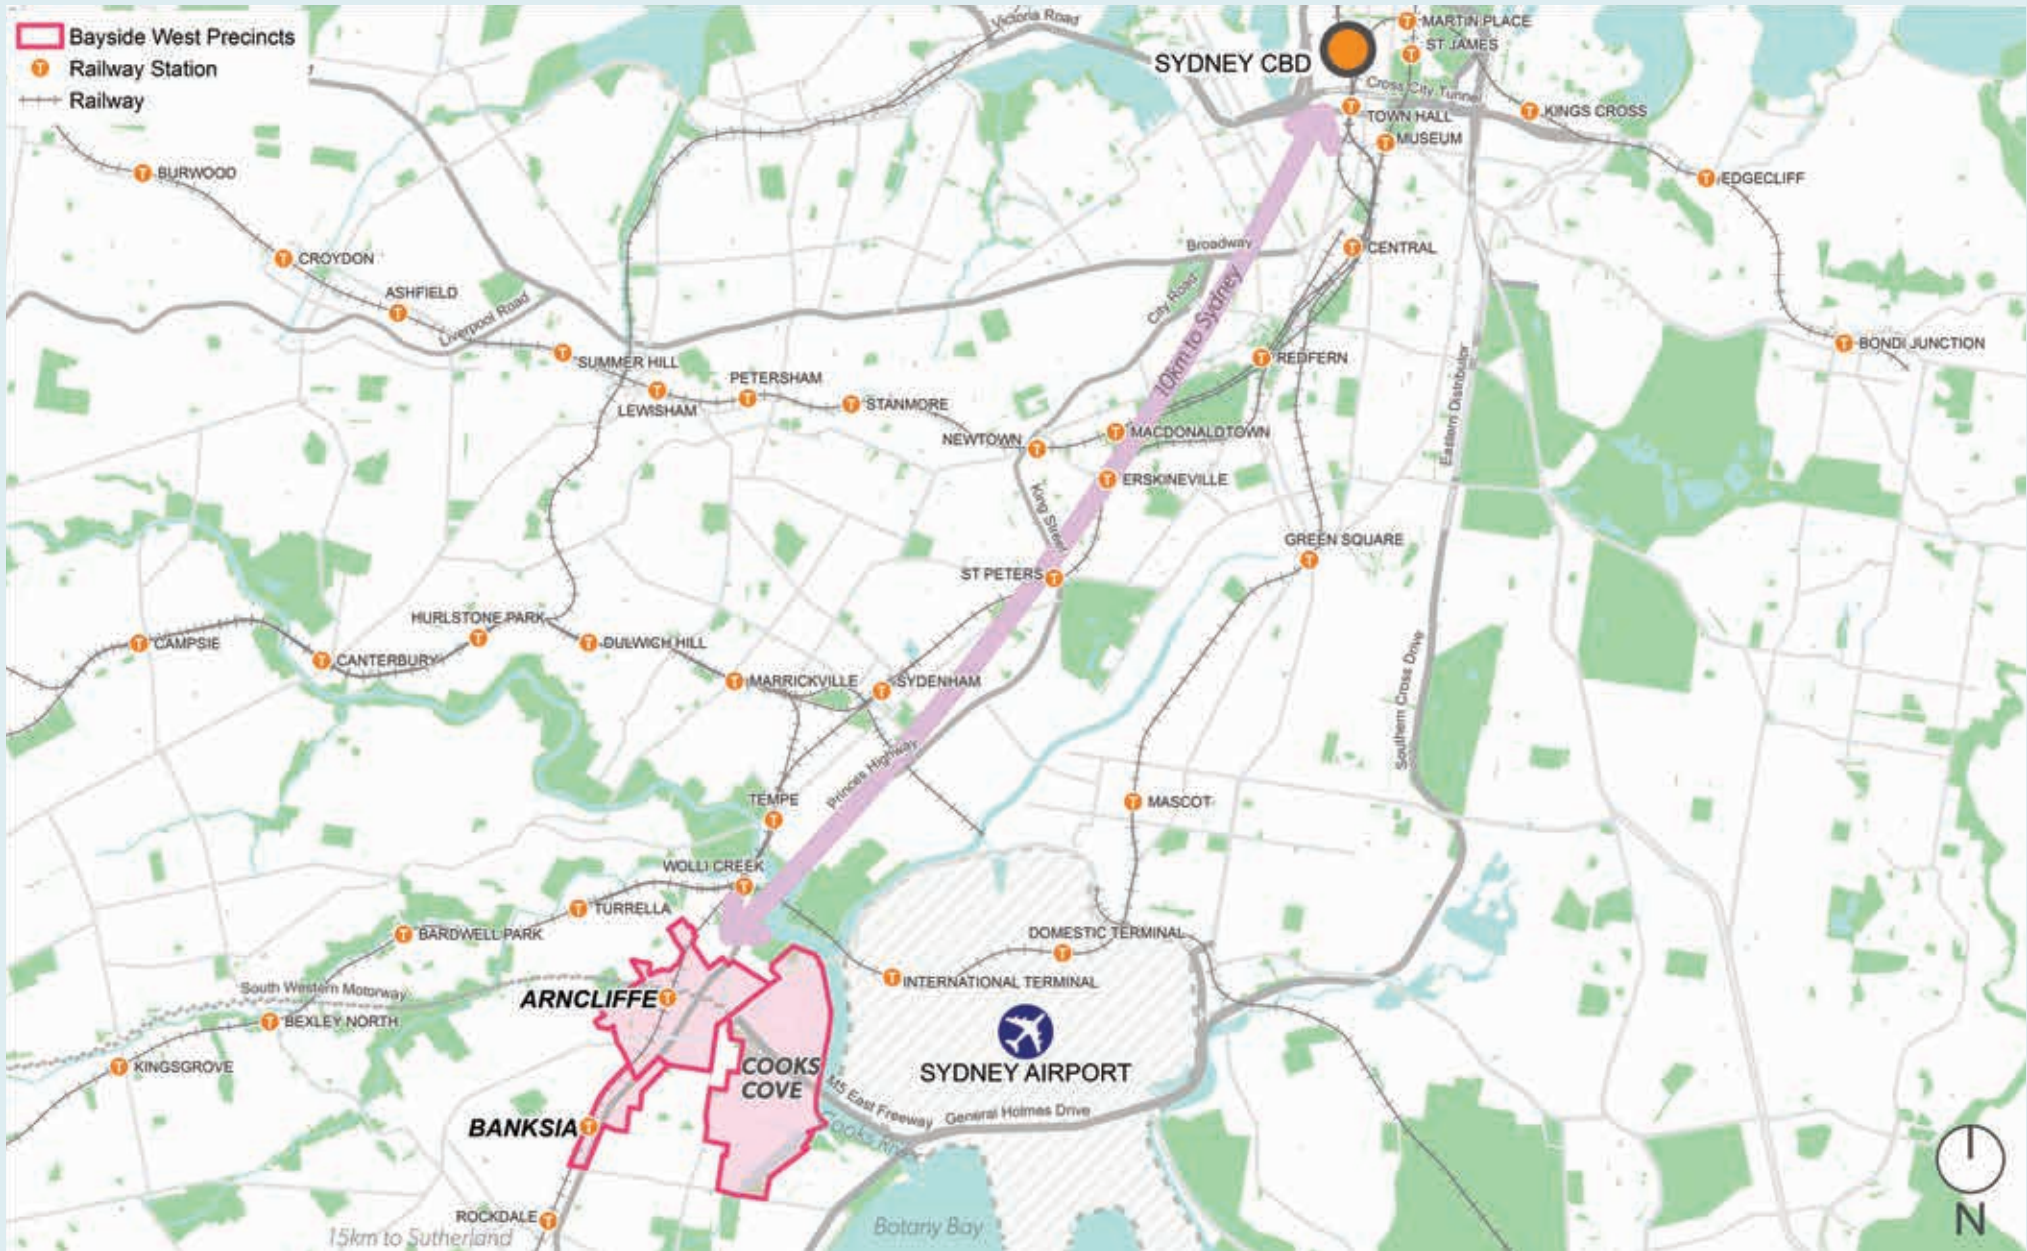 Bayside West Precincts
Railway Station
Railway
Victoria Road
MARTIN PLACE
ST JAMES
SYDNEY CBD
Cross City Tunnel
TOWN HALL
KINGS CROSS
MUSEUM
BURWOOD
EDGECLIFF
CROYDON
Broadway
CENTRAL
ASHFIELD
Liverpool Road
City Road
10km to Sydney
SUMMER HILL
REDFERN
BONDI JUNCTION
PETERSHAM
LEWISHAM
STANMORE
Eastern Distributor
NEWTOWN
MACDONALDTOWN
ERSKINEVILLE
King Street
GREEN SQUARE
ST PETERS
HURLSTONE PARK
CAMPSIE
CANTERBURY
DULWICH HILL
MARRICKVILLE
SYDENHAM
Southern Cross Drive
Princes Highway
TEMPE
MASCOT
WOLLI CREEK
TURRELLA
BARDWELL PARK
DOMESTIC TERMINAL
INTERNATIONAL TERMINAL
South Western Motorway
ARNCLIFFE
BEXLEY NORTH
KINGSGROVE
COOKS
COVE
SYDNEY AIRPORT
M5 East Freeway
General Holmes Drive
BANKSIA
Cooks
ROCKDALE
15km to Sutherland
Botany Bay
N